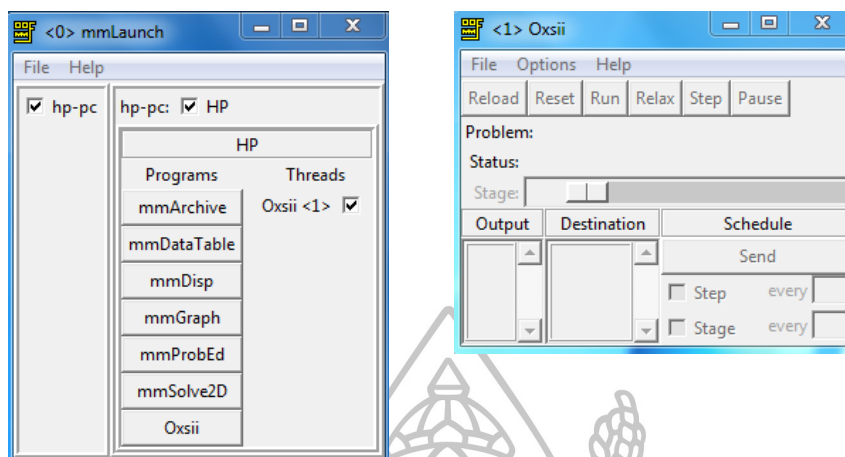 <0> mmLaunch
File Help
hp-pc
hp-pc: HP
HP
Programs Threads
mmArchive Oxsii <1>
mmDataTable
mmDisp
mmGraph
mmProbEd
mmSolve2D
Oxsii
<1> Oxsii
File Options Help
Reload Reset Run Relax Step Pause
Problem:
Status:
Stage:
Output Destination Schedule
Send
Step every
Stage every